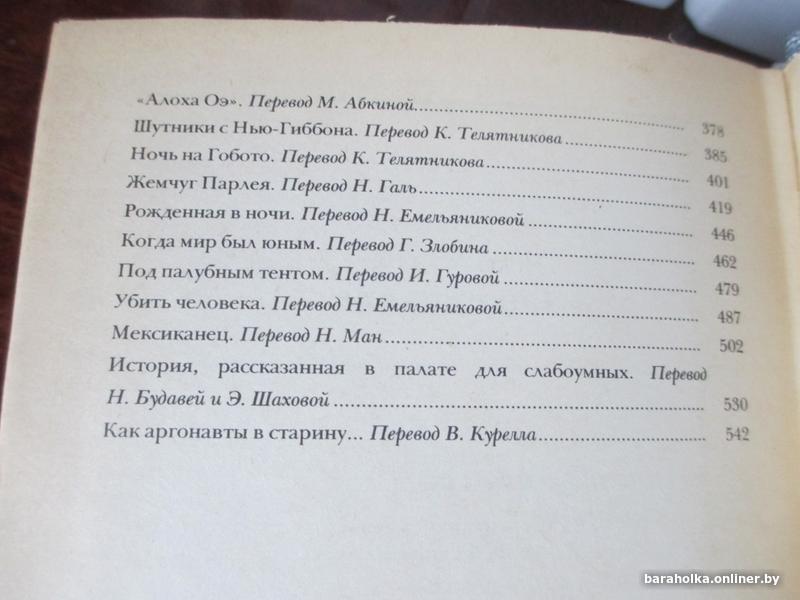 «Алоха Оэ». Перевод М. Абкиной........................................ 378
Шутники с Нью-Гиббона. Перевод К. Телятникова .................. 385
Ночь на Гобото. Перевод К. Телятникова............................... 401
Жемчуг Парлея. Перевод Н. Галь........................................ 419
Рожденная в ночи. Перевод Н. Емельяниковой........................ 446
Когда мир был юным. Перевод Г. Злобина ............................. 462
Под палубным тентом. Перевод И. Гуровой ........................... 479
Убить человека. Перевод Н. Емельяниковой........................... 487
Мексиканец. Перевод Н. Ман............................................. 502
История, рассказанная в палате для слабоумных. Перевод
Н. Будавей и Э. Шаховой .................................................. 530
Как аргонавты в старину... Перевод В. Курелла....................... 542
baraholka.onliner.by